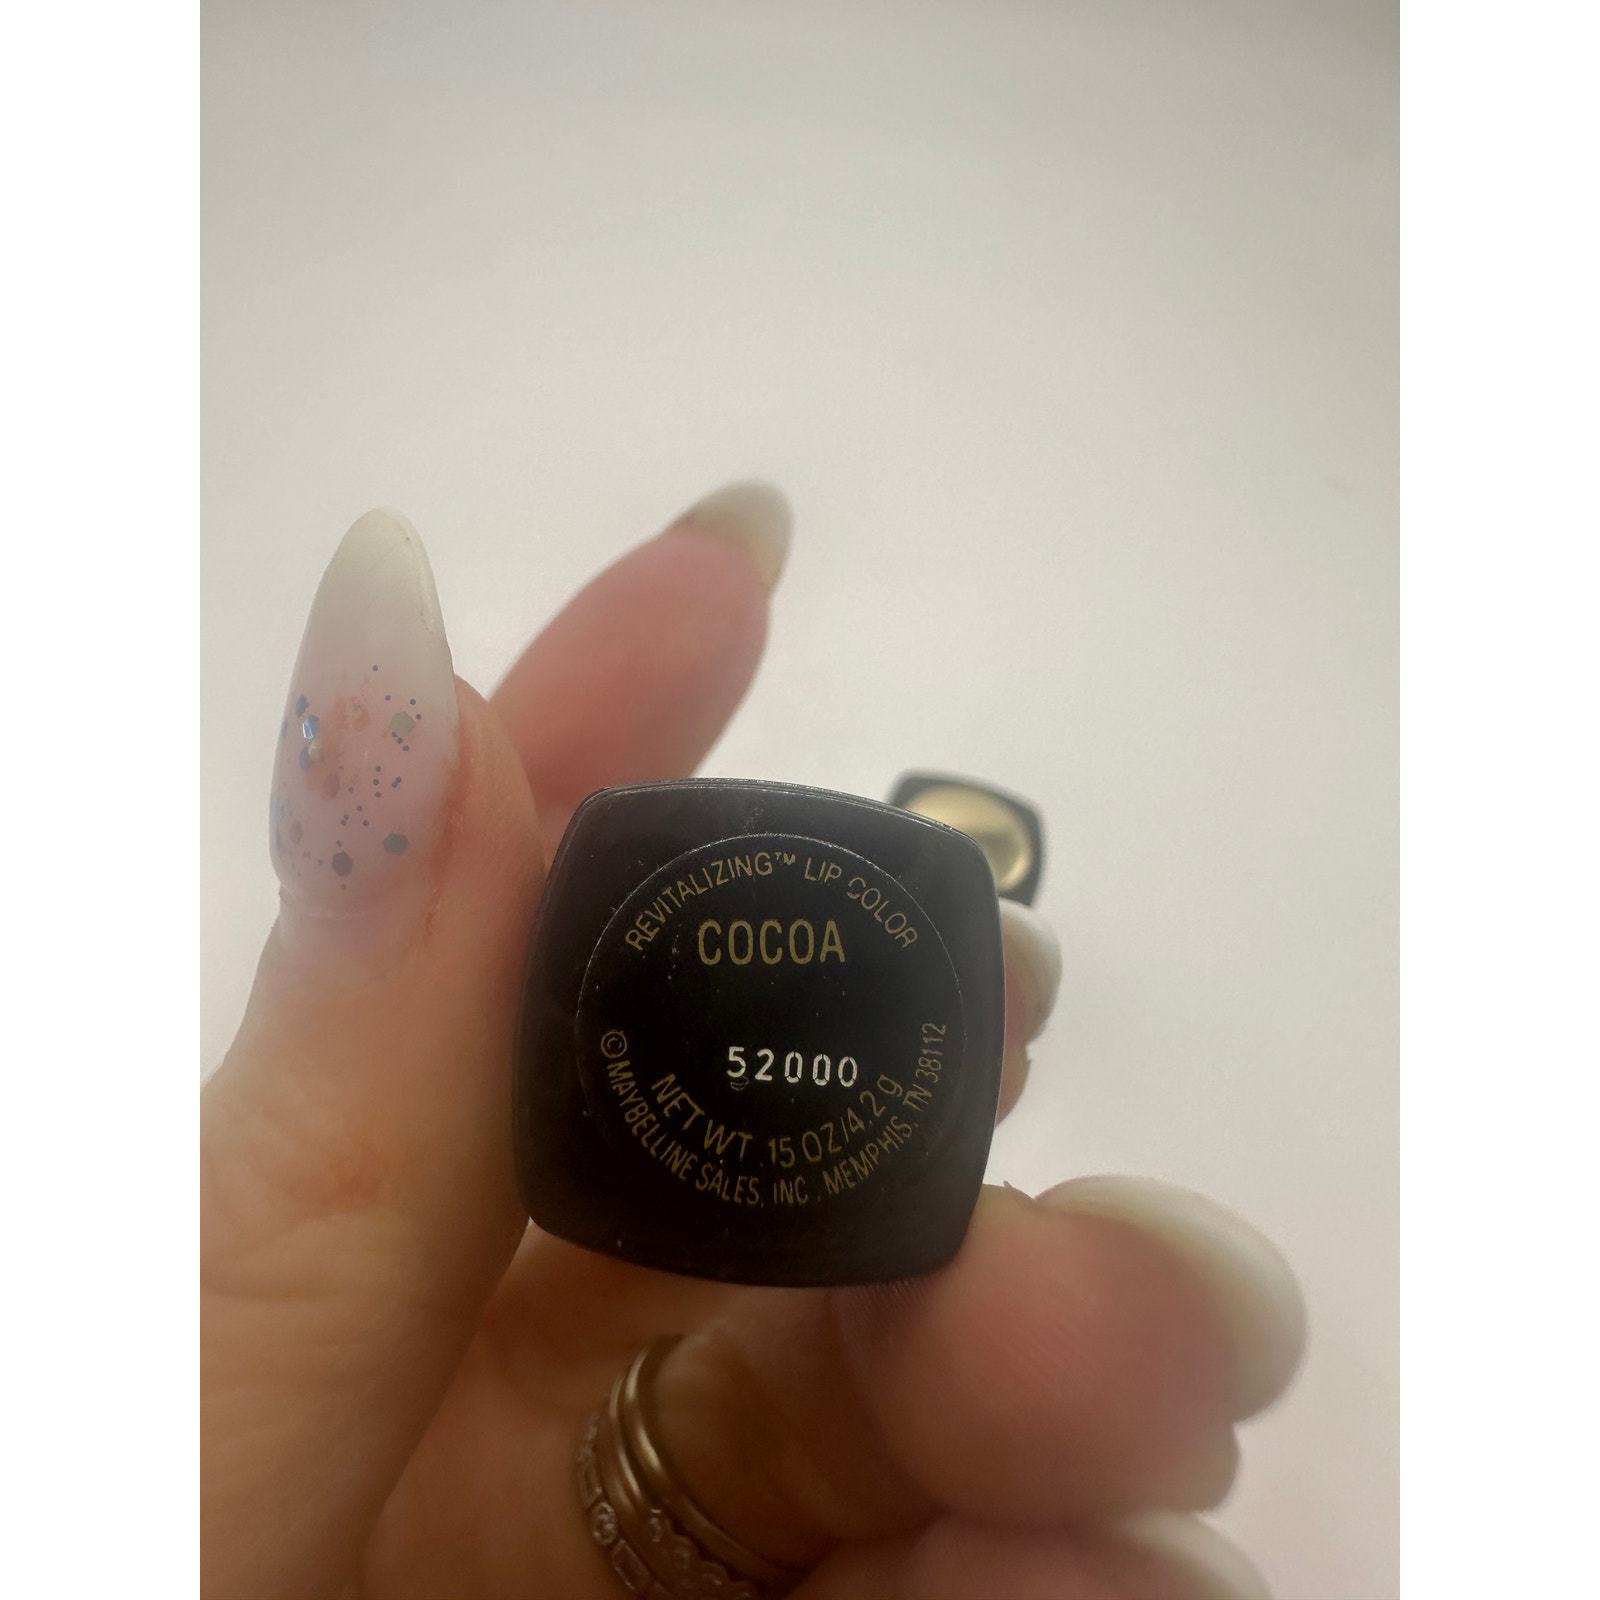 REVITALIZING™ LIP COLOR
COCOA
52000
NET WT .15 OZ/4.2g
©MAYBELLINE SALES, INC., MEMPHIS, TN 38112